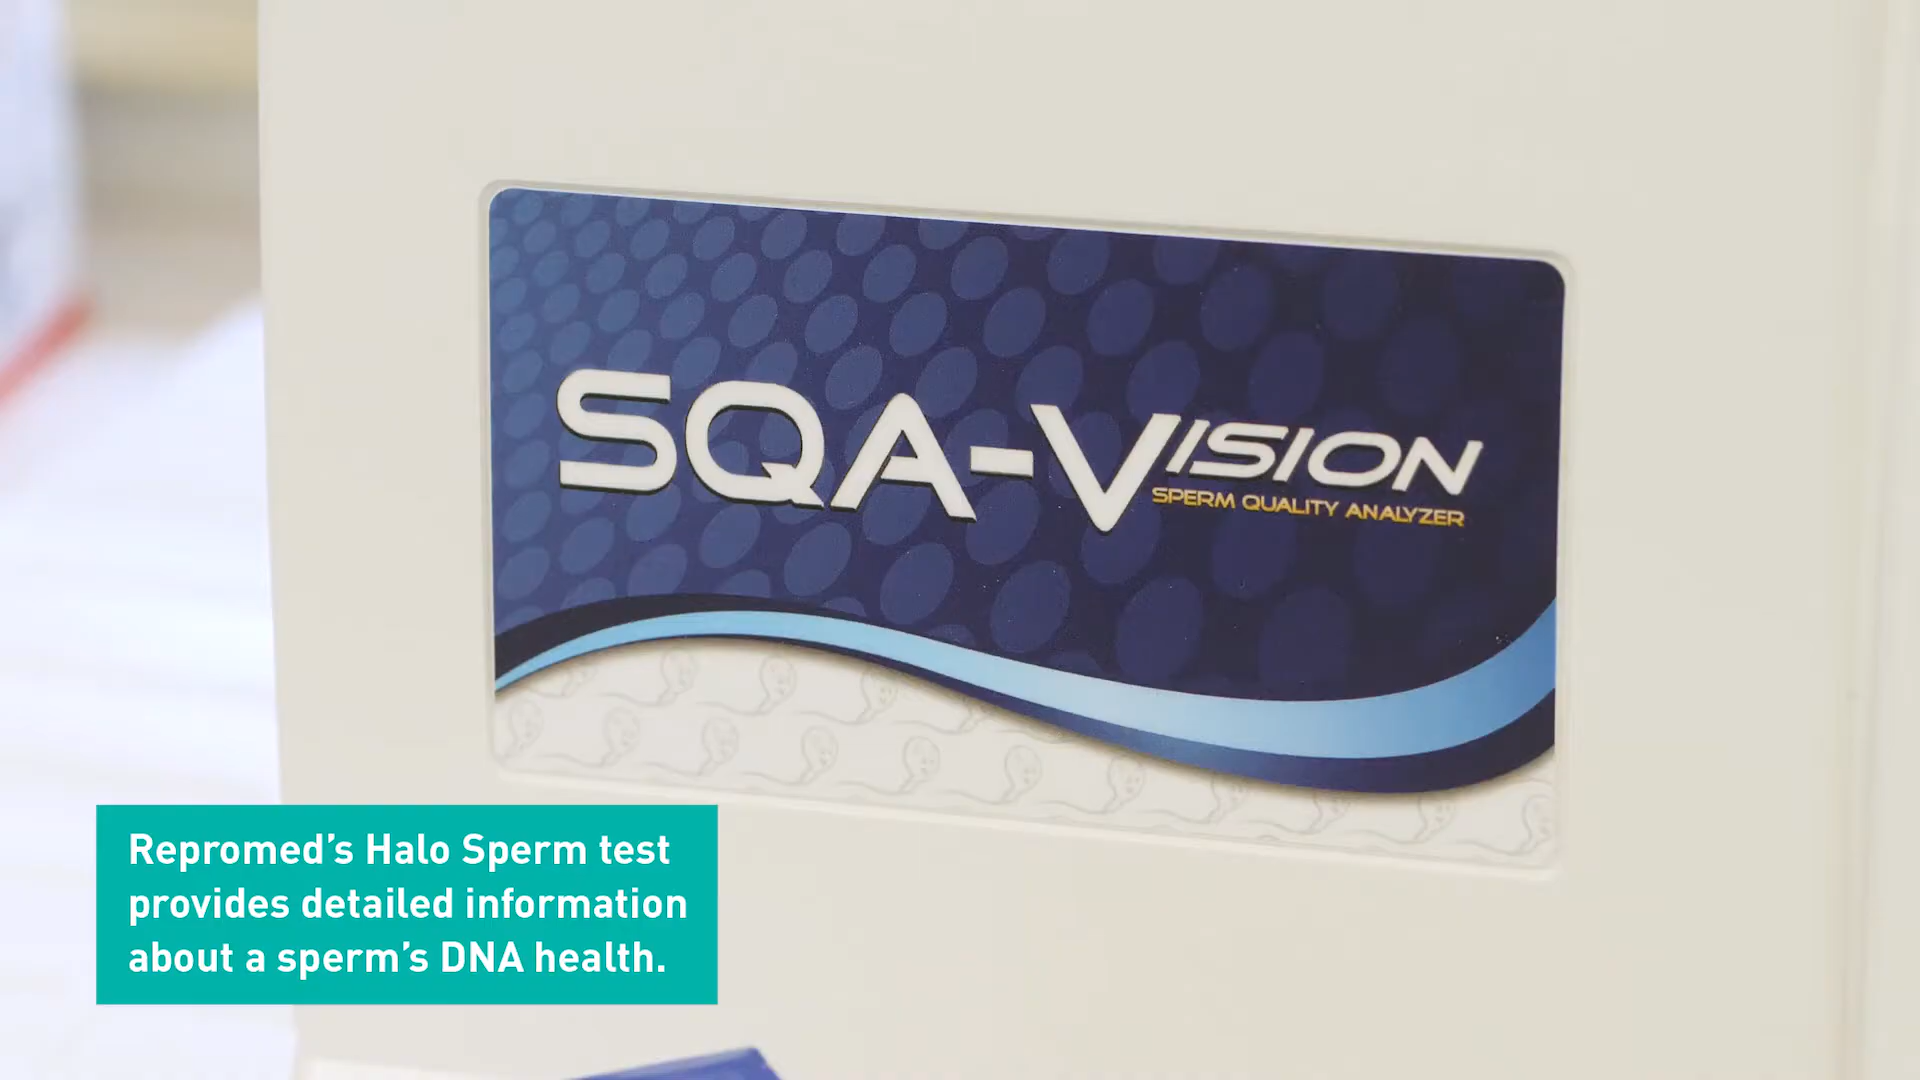 SQA-VISION
SPERM QUALITY ANALYZER
Repromed’s Halo Sperm test
provides detailed information
about a sperm’s DNA health.